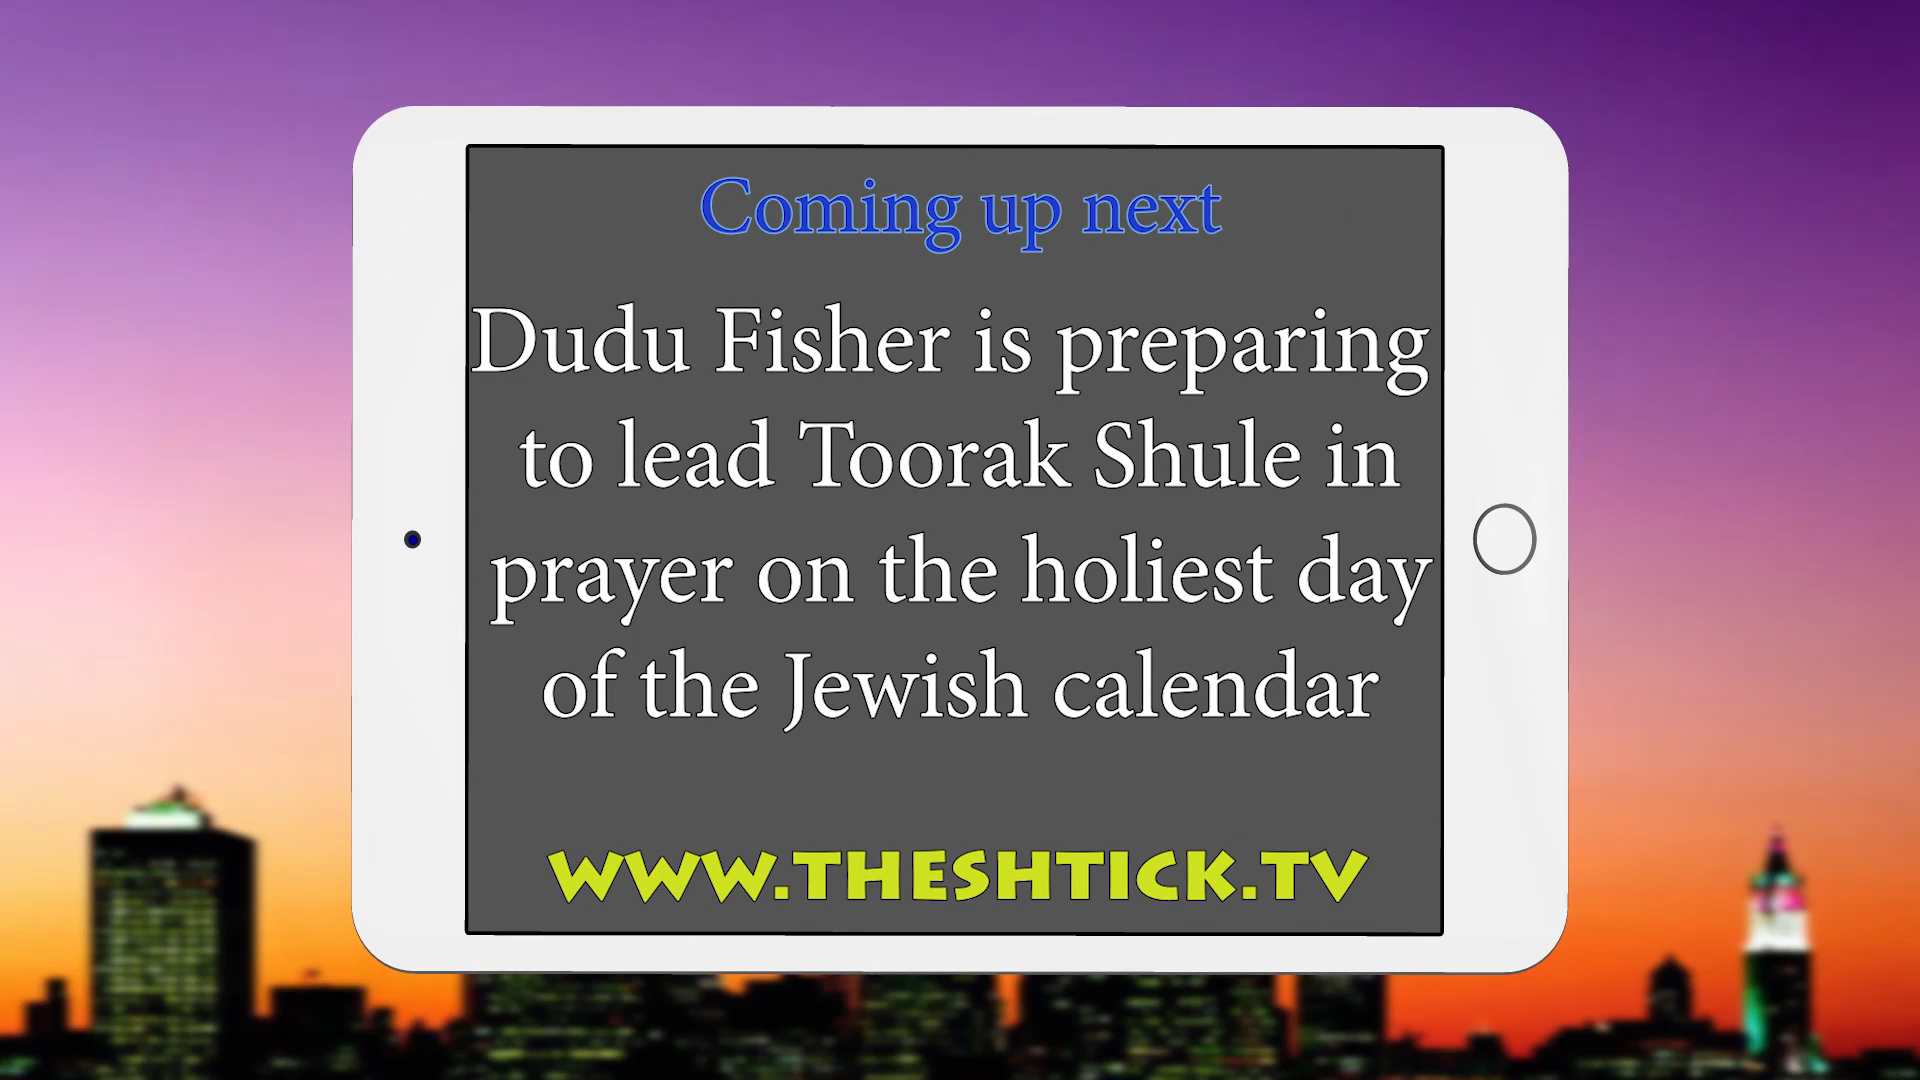 Coming up next
Dudu Fisher is preparing
to lead Toorak Shule in
prayer on the holiest day
of the Jewish calendar
WWW.THESHTICK.TV